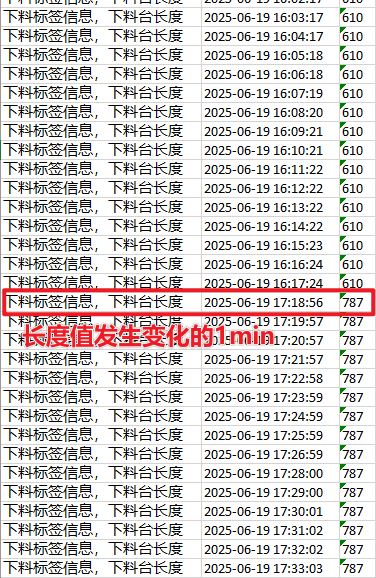 下料标签信息，下料台长度 2025-06-19 16:02:17 610
下料标签信息，下料台长度 2025-06-19 16:03:17 610
下料标签信息，下料台长度 2025-06-19 16:04:17 610
下料标签信息，下料台长度 2025-06-19 16:05:18 610
下料标签信息，下料台长度 2025-06-19 16:06:18 610
下料标签信息，下料台长度 2025-06-19 16:07:19 610
下料标签信息，下料台长度 2025-06-19 16:08:20 610
下料标签信息，下料台长度 2025-06-19 16:09:21 610
下料标签信息，下料台长度 2025-06-19 16:10:21 610
下料标签信息，下料台长度 2025-06-19 16:11:22 610
下料标签信息，下料台长度 2025-06-19 16:12:22 610
下料标签信息，下料台长度 2025-06-19 16:13:22 610
下料标签信息，下料台长度 2025-06-19 16:14:22 610
下料标签信息，下料台长度 2025-06-19 16:15:23 610
下料标签信息，下料台长度 2025-06-19 16:16:24 610
下料标签信息，下料台长度 2025-06-19 16:17:24 610
下料标签信息，下料台长度 2025-06-19 17:18:56 787
下料标签信息，下料台长度 2025-06-19 17:19:57 787
长度值发生变化的1min
下料标签信息，下料台长度 2025-06-19 17:20:57 787
下料标签信息，下料台长度 2025-06-19 17:21:57 787
下料标签信息，下料台长度 2025-06-19 17:22:58 787
下料标签信息，下料台长度 2025-06-19 17:23:59 787
下料标签信息，下料台长度 2025-06-19 17:24:59 787
下料标签信息，下料台长度 2025-06-19 17:25:59 787
下料标签信息，下料台长度 2025-06-19 17:26:59 787
下料标签信息，下料台长度 2025-06-19 17:28:00 787
下料标签信息，下料台长度 2025-06-19 17:29:00 787
下料标签信息，下料台长度 2025-06-19 17:30:01 787
下料标签信息，下料台长度 2025-06-19 17:31:02 787
下料标签信息，下料台长度 2025-06-19 17:32:02 787
下料标签信息，下料台长度 2025-06-19 17:33:03 787